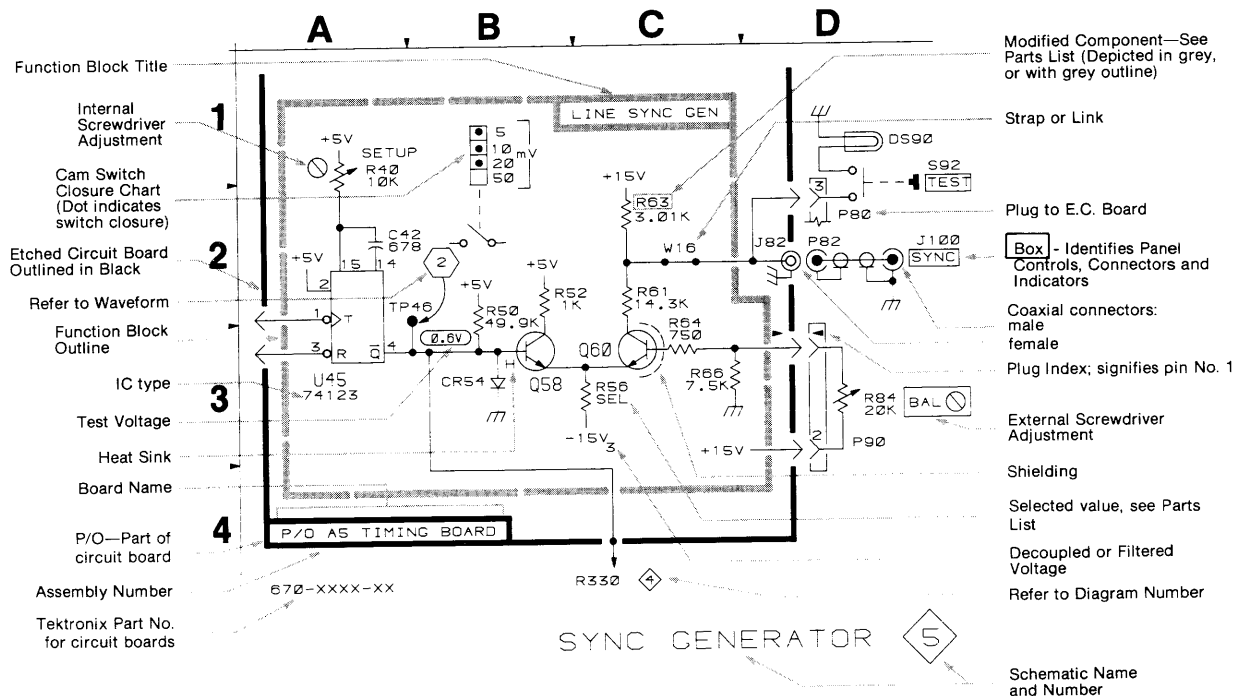 A B C D
Function Block Title
Internal
Screwdriver
Adjustment
Cam Switch
Closure Chart
(Dot indicates
switch closure)
Etched Circuit Board
Outlined in Black
Refer to Waveform
Function Block
Outline
IC type
Test Voltage
Heat Sink
Board Name
P/O—Part of
circuit board
Assembly Number
Tektronix Part No.
for circuit boards
1
2
3
4
LINE SYNC GEN
+5V
SETUP
R40
10K
5
10
20
50
mV
C42
678
+5V
15
14
2
1
T
3
R
Q
4
U45
74123
2
TP46
0.6V
+5V
R50
49.9K
+5V
R52
1K
H
CR54
Q58
+15V
R63
3.01K
W16
R61
14.3K
R64
750
Q60
R56
SEL
-15V
3
R66
7.5K
+15V
DS90
S92
TEST
3
P80
J82
P82
J100
SYNC
R84
20K
BAL
2
P90
P/O A5 TIMING BOARD
670-XXXX-XX
R330
4
SYNC GENERATOR
5
Modified Component—See
Parts List (Depicted in grey,
or with grey outline)
Strap or Link
Plug to E.C. Board
Box - Identifies Panel
Controls, Connectors and
Indicators
Coaxial connectors:
male
female
Plug Index; signifies pin No. 1
External Screwdriver
Adjustment
Shielding
Selected value, see Parts
List
Decoupled or Filtered
Voltage
Refer to Diagram Number
Schematic Name
and Number